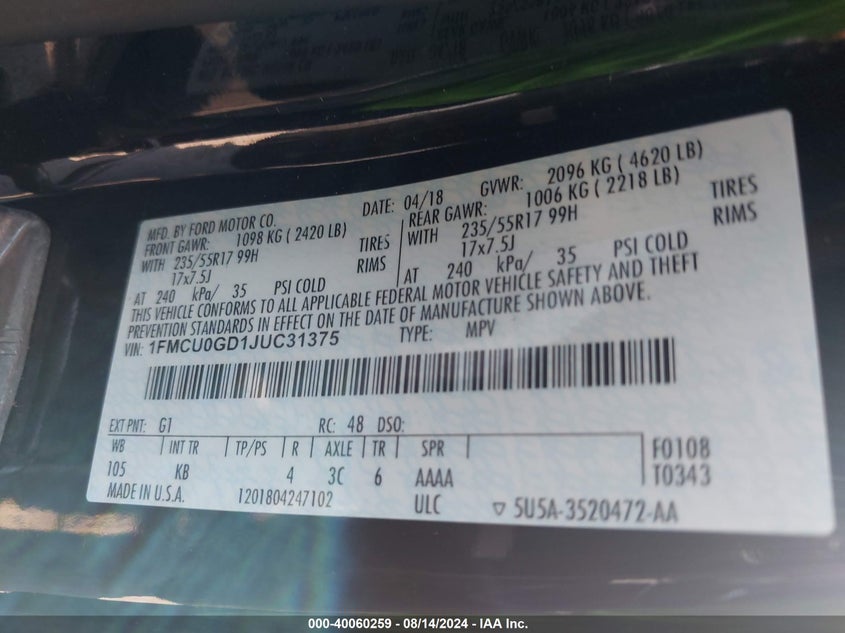 MFD. BY FORD MOTOR CO.
DATE: 04/18
GVWR: 2096 KG ( 4620 LB)
FRONT GAWR: 1098 KG ( 2420 LB)
REAR GAWR: 1006 KG ( 2218 LB)
WITH 235/55R17 99H TIRES
WITH 235/55R17 99H TIRES
17x7.5J RIMS
17x7.5J RIMS
AT 240 kPa/ 35 PSI COLD
AT 240 kPa/ 35 PSI COLD
THIS VEHICLE CONFORMS TO ALL APPLICABLE FEDERAL MOTOR VEHICLE SAFETY AND THEFT
PREVENTION STANDARDS IN EFFECT ON THE DATE OF MANUFACTURE SHOWN ABOVE.
VIN: 1FMCU0GD1JUC31375 TYPE: MPV
EXT PNT: G1 RC: 48 DSO:
WB INT TR TP/PS R AXLE TR SPR F0108
105 KB 4 3C 6 AAAA T0343
MADE IN U.S.A. 1201804247102 ULC ▽ 5U5A-3520472-AA
000-40060259 - 08/14/2024 - IAA Inc.